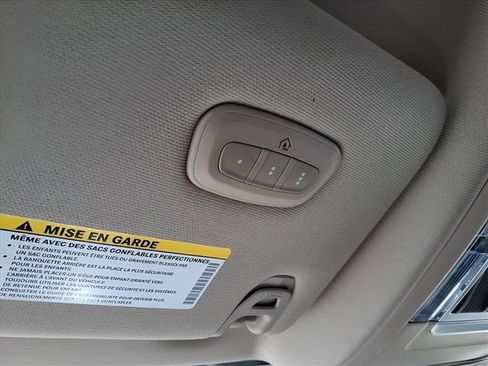 MISE EN GARDE
MÊME AVEC DES SACS GONFLABLES PERFECTIONNÉS
• LES ENFANTS PEUVENT ÊTRE TUÉS OU GRAVEMENT BLESSÉS PAR
UN SAC GONFLABLE.
• LA BANQUETTE ARRIÈRE EST LA PLACE LA PLUS SÉCURITAIRE
POUR LES ENFANTS.
NE JAMAIS PLACER UN SIÈGE POUR ENFANT ORIENTÉ VERS
L'ARRIÈRE À L'AVANT DU VÉHICULE.
TOUJOURS UTILISER LES CEINTURES DE SÉCURITÉ ET LES SYSTÈMES
DE RETENUE POUR ENFANT.
CONSULTER LE GUIDE DE L'AUTOMOBILISTE POUR OBTENIR PLUS
DE RENSEIGNEMENTS SUR LES SACS GONFLABLES.